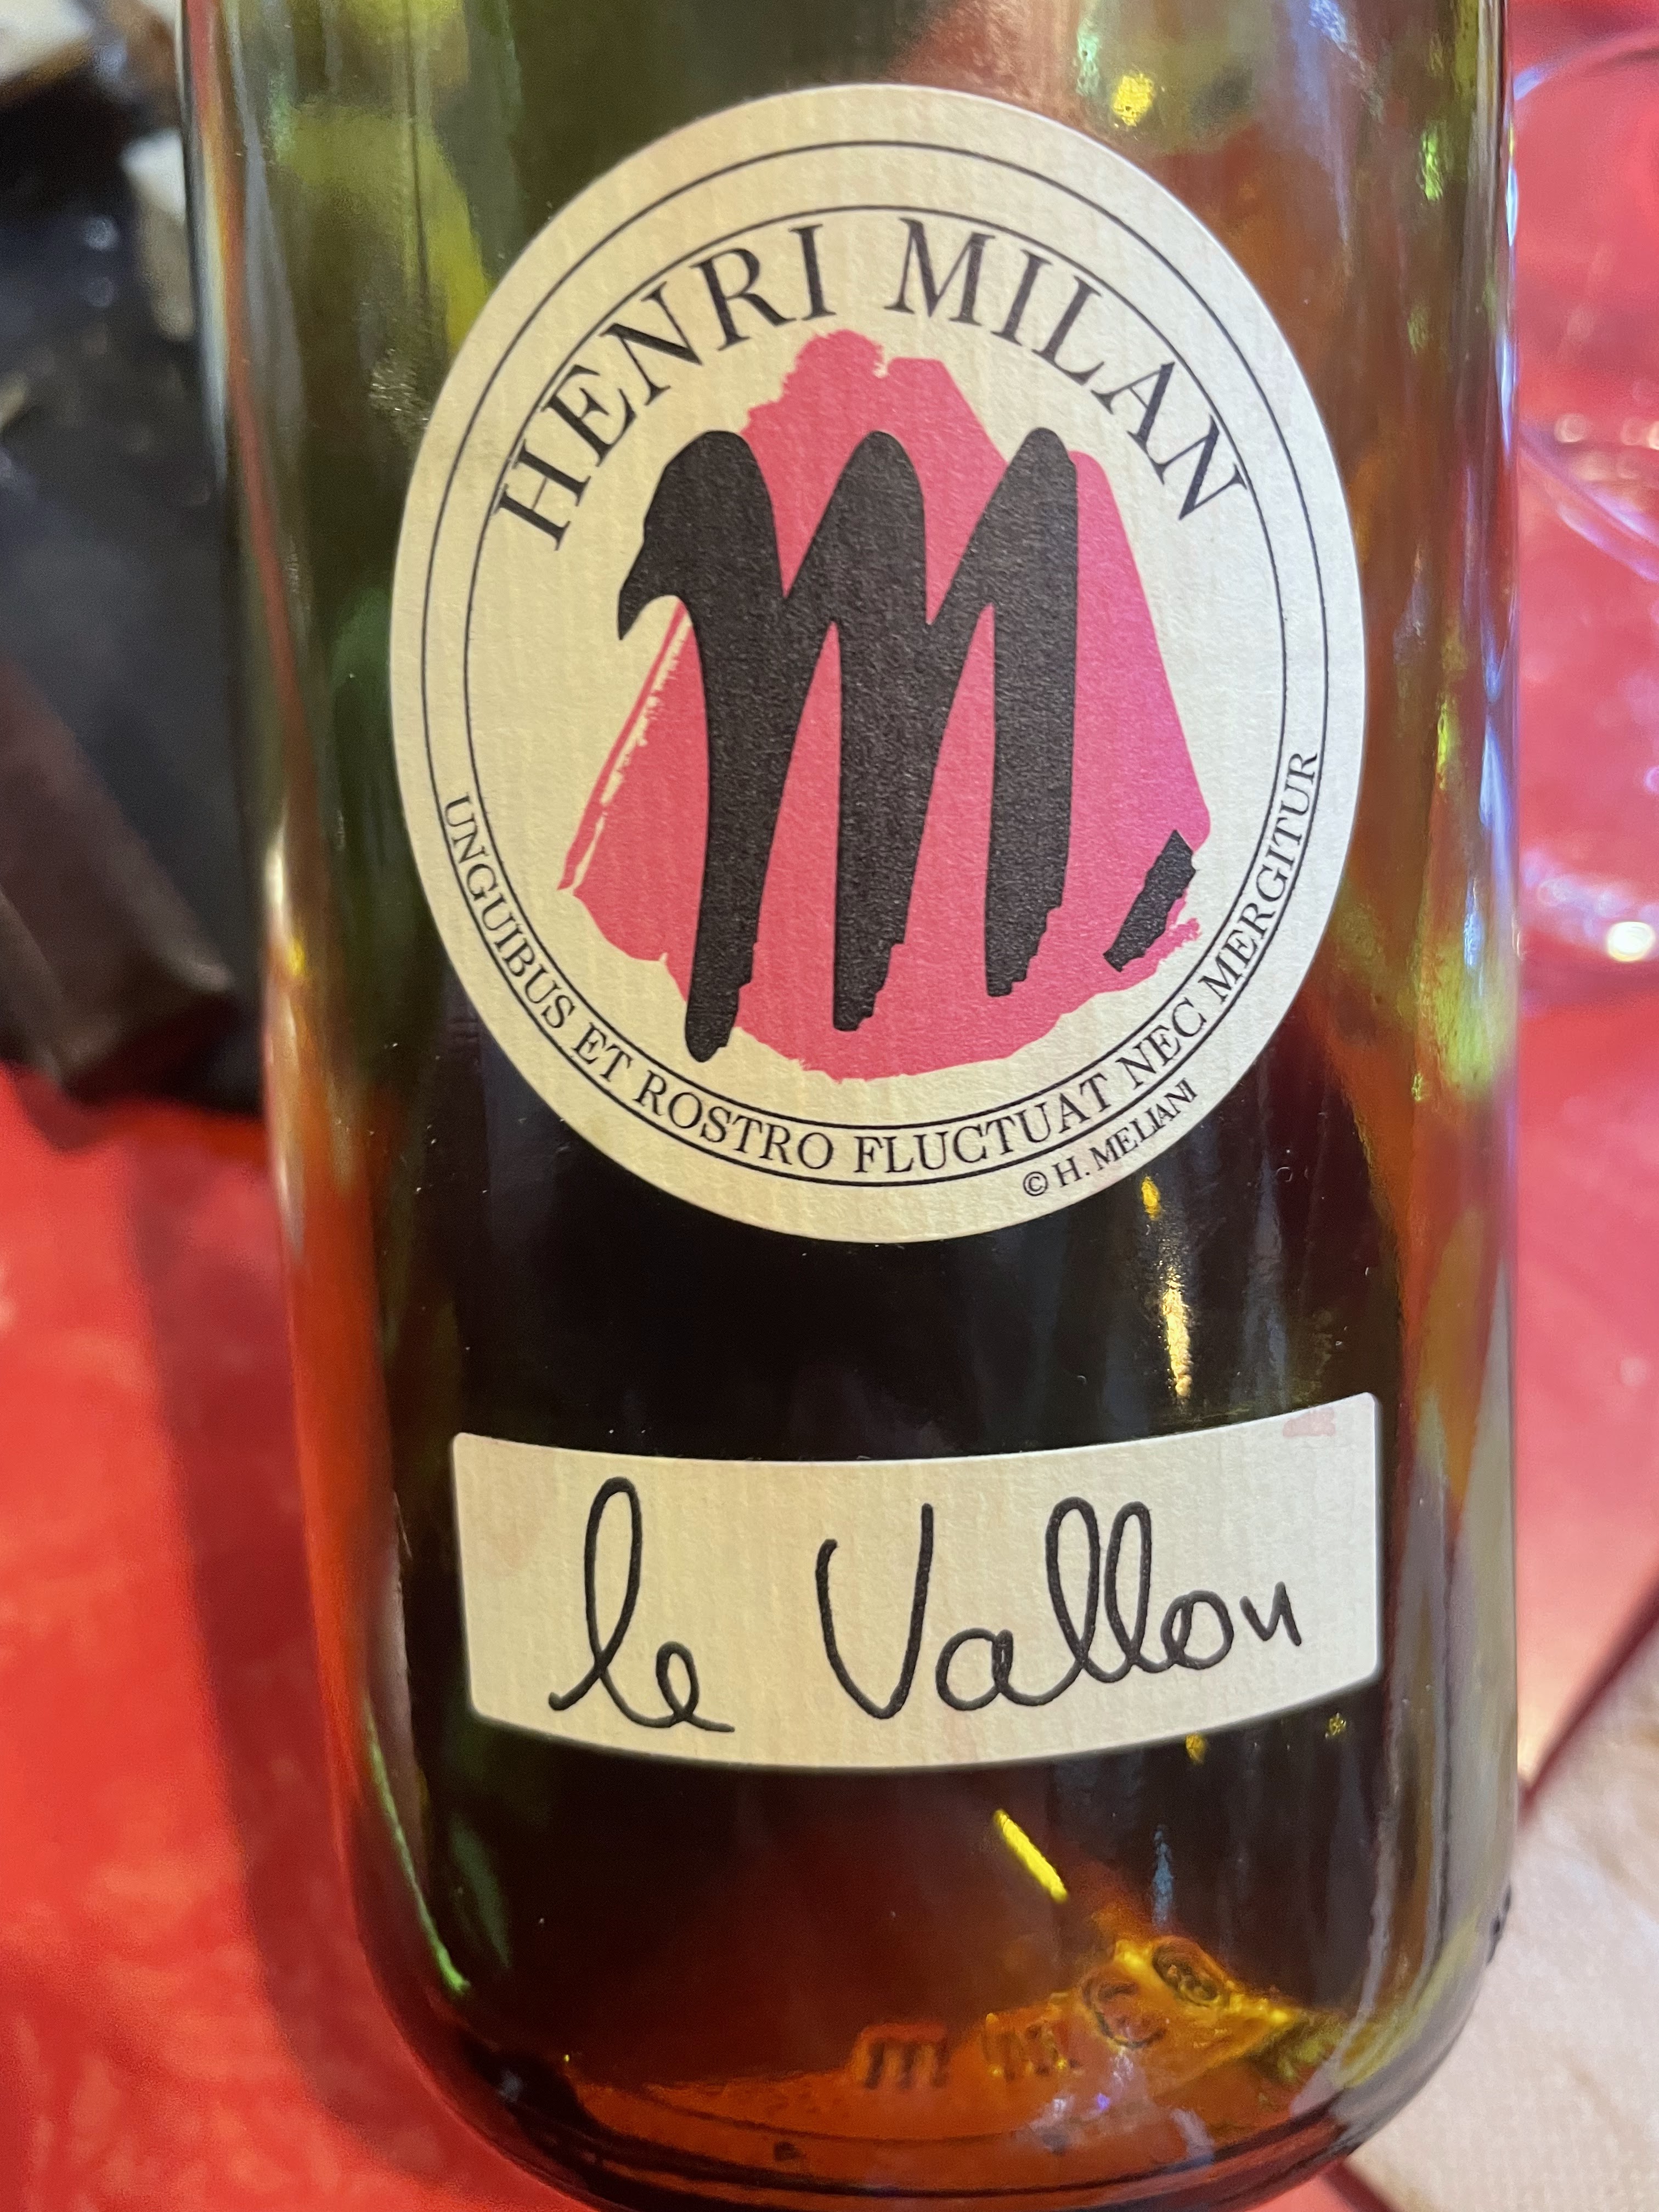 HENRI MILAN
m
UNGUIBUS ET ROSTRO FLUCTUAT NEC MERGITUR
© H. MELIANI
le Vallon